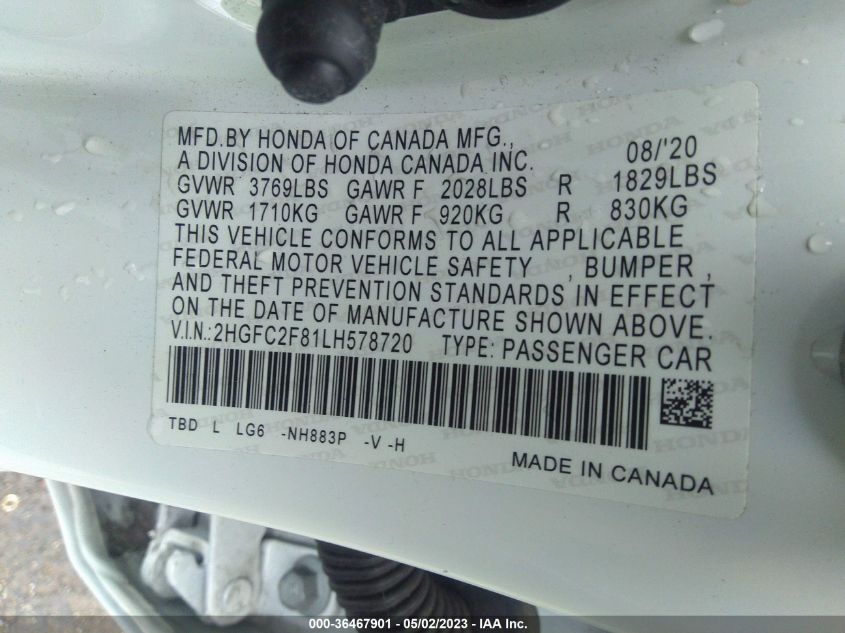 MFD.BY HONDA OF CANADA MFG.,
A DIVISION OF HONDA CANADA INC. 08/'20
GVWR 3769LBS GAWR F 2028LBS R 1829LBS
GVWR 1710KG GAWR F 920KG R 830KG
THIS VEHICLE CONFORMS TO ALL APPLICABLE
FEDERAL MOTOR VEHICLE SAFETY , BUMPER ,
AND THEFT PREVENTION STANDARDS IN EFFECT
ON THE DATE OF MANUFACTURE SHOWN ABOVE.
V.I.N.:2HGFC2F81LH578720 TYPE: PASSENGER CAR
TBD L LG6 -NH883P -V -H
MADE IN CANADA
000-36467901 - 05/02/2023 - IAA Inc.